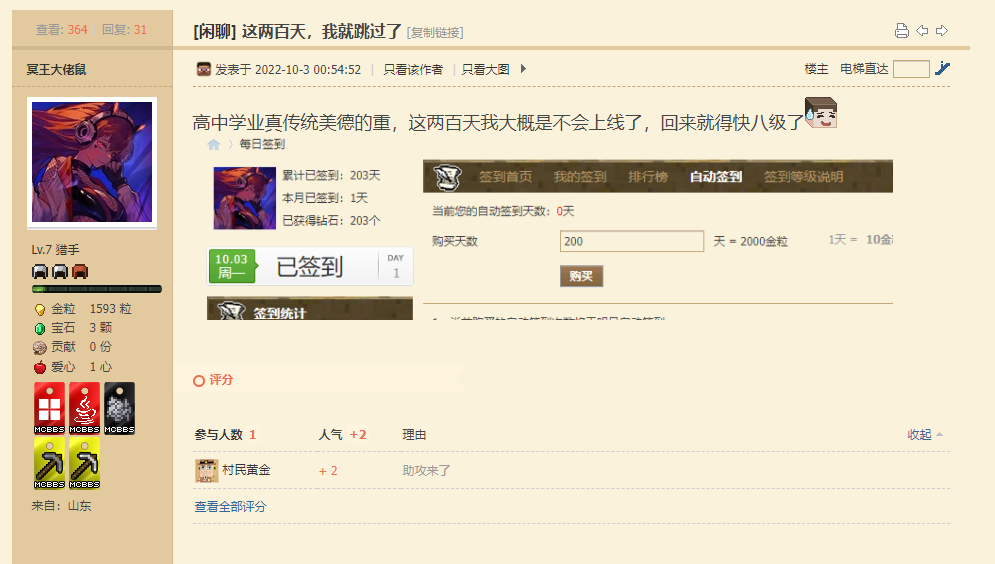 查看: 364 回复: 31
[闲聊] 这两百天，我就跳过了 [复制链接]
冥王大佬鼠
发表于 2022-10-3 00:54:52 | 只看该作者 | 只看大图
楼主 电梯直达
高中学业真传统美德的重，这两百天我大概是不会上线了，回来就得快八级了
每日签到
累计已签到：203天
本月已签到：1天
已获得钻石：203个
10.03
周一
已签到
DAY
1
签到统计
签到首页 我的签到 排行榜 自动签到 签到等级说明
当前您的自动签到天数：0天
购买天数 200 天 = 2000金粒 1天 = 10金
购买
Lv.7 猎手
金粒 1593 粒
宝石 3 颗
贡献 0 份
爱心 1 心
MCBBS
MCBBS
MCBBS
MCBBS
MCBBS
来自：山东
评分
参与人数 1 人气 +2 理由 收起
村民黄金 + 2 助攻来了
查看全部评分